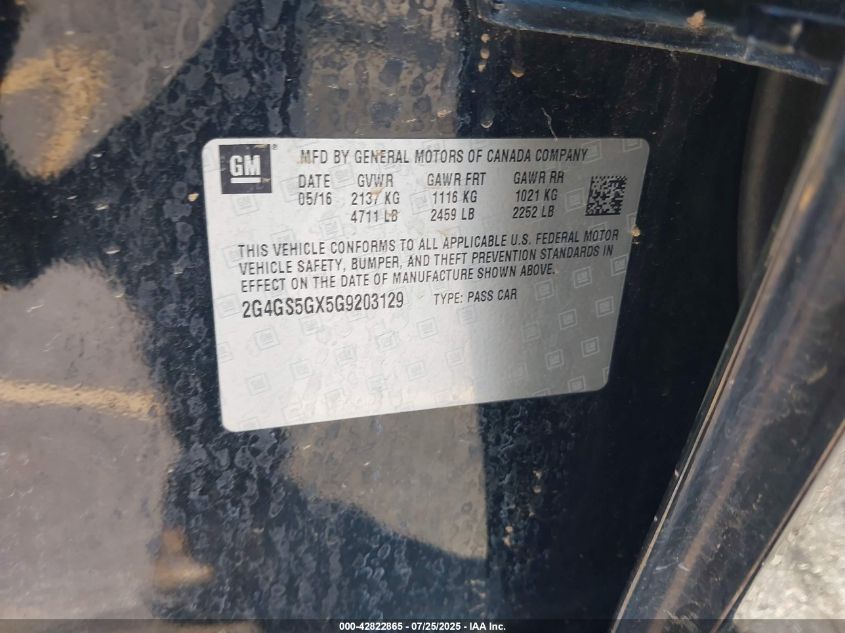 GM ® MFD BY GENERAL MOTORS OF CANADA COMPANY
DATE GVWR GAWR FRT GAWR RR
05/16 2137 KG 1116 KG 1021 KG
4711 LB 2459 LB 2252 LB
THIS VEHICLE CONFORMS TO ALL APPLICABLE U.S. FEDERAL MOTOR
VEHICLE SAFETY, BUMPER, AND THEFT PREVENTION STANDARDS IN
EFFECT ON THE DATE OF MANUFACTURE SHOWN ABOVE.
2G4GS5GX5G9203129 TYPE: PASS CAR
000-42822865 - 07/25/2025 - IAA Inc.